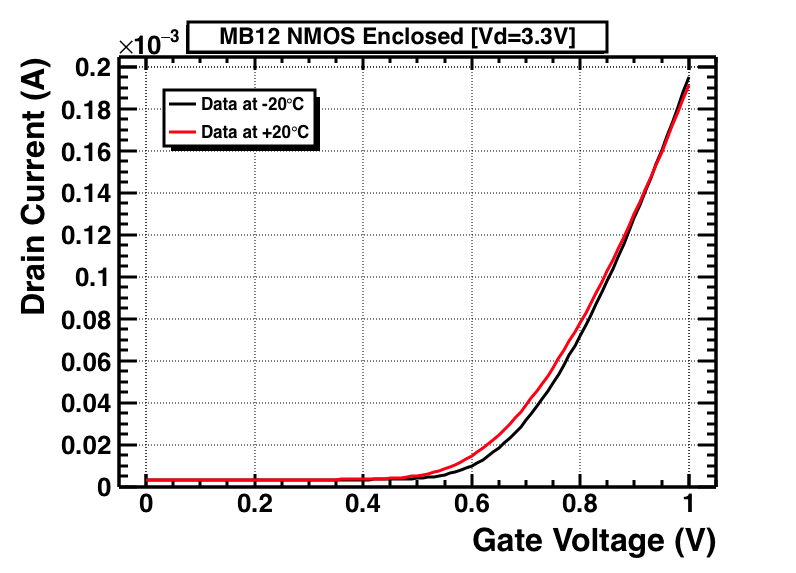 MB12 NMOS Enclosed [Vd=3.3V]
×10⁻³
Drain Current (A)
0.2
0.18
0.16
0.14
0.12
0.1
0.08
0.06
0.04
0.02
0
Data at -20°C
Data at +20°C
0 0.2 0.4 0.6 0.8 1
Gate Voltage (V)